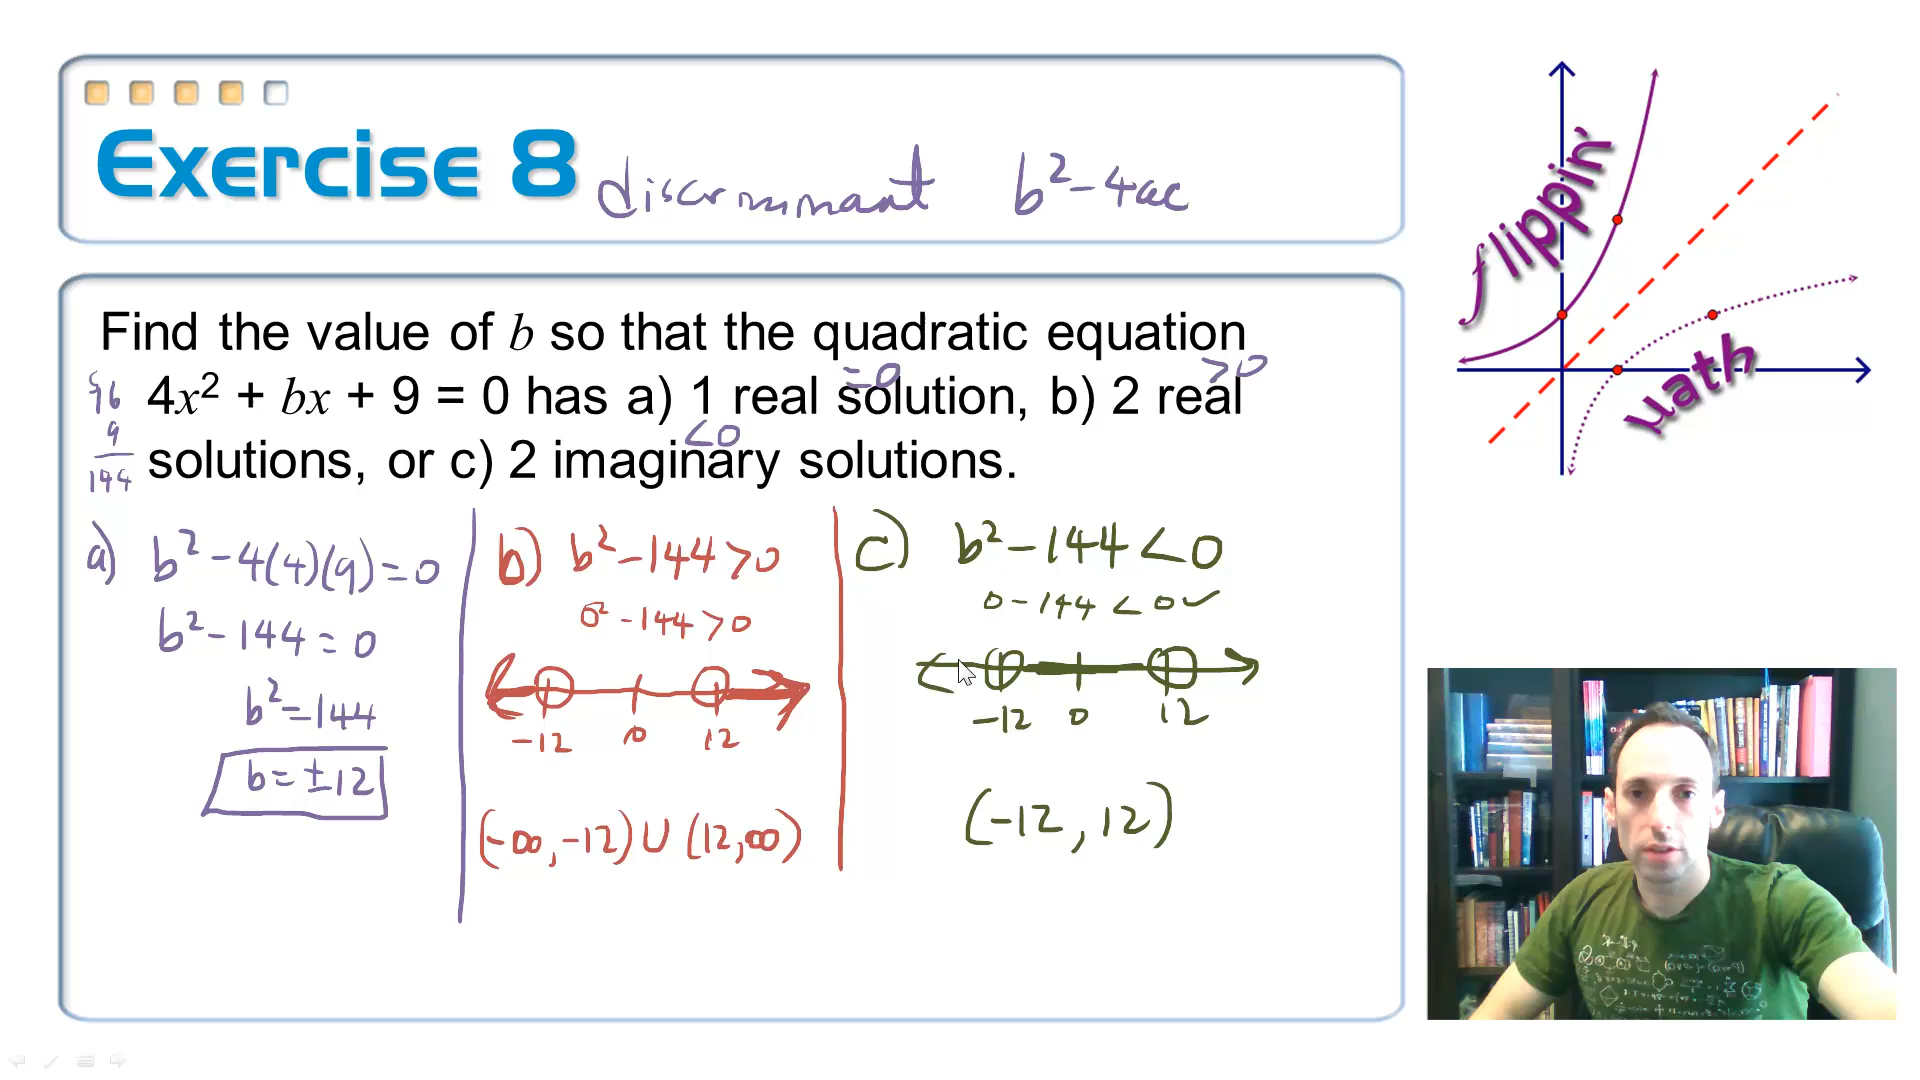 Exercise 8 discriminant b²-4ac
Find the value of b so that the quadratic equation
=0 >0
4x² + bx + 9 = 0 has a) 1 real solution, b) 2 real
<0
solutions, or c) 2 imaginary solutions.
16
9
144
a) b²-4(4)(9)=0
b²-144=0
b²=144
b=±12
b) b²-144>0
0²-144>0
-12 0 12
(-∞,-12)∪(12,∞)
c) b²-144<0
0-144<0✓
-12 0 12
(-12,12)
flippin'
math